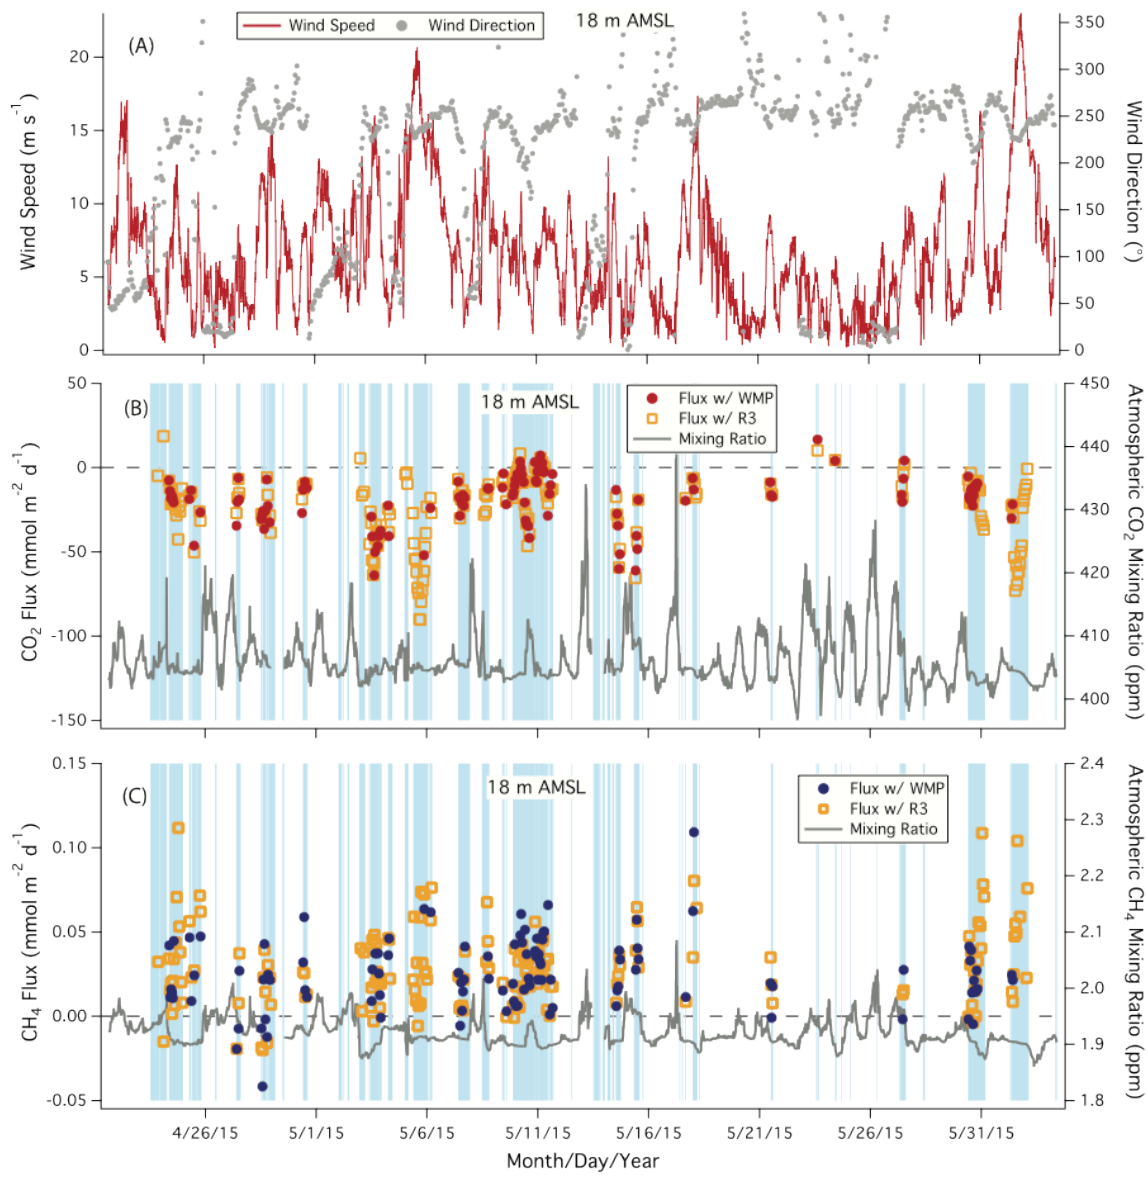 (A)
Wind Speed
Wind Direction
18 m AMSL
Wind Speed (m s-1)
20
15
10
5
0
350
300
250
200
150
100
50
0
Wind Direction (°)
(B)
18 m AMSL
Flux w/ WMP
Flux w/ R3
Mixing Ratio
CO2 Flux (mmol m-2 d-1)
50
0
-50
-100
-150
450
440
430
420
410
400
Atmospheric CO2 Mixing Ratio (ppm)
(C)
18 m AMSL
Flux w/ WMP
Flux w/ R3
Mixing Ratio
CH4 Flux (mmol m-2 d-1)
0.15
0.10
0.05
0.00
-0.05
2.4
2.3
2.2
2.1
2.0
1.9
1.8
Atmospheric CH4 Mixing Ratio (ppm)
4/26/15 5/1/15 5/6/15 5/11/15 5/16/15 5/21/15 5/26/15 5/31/15
Month/Day/Year